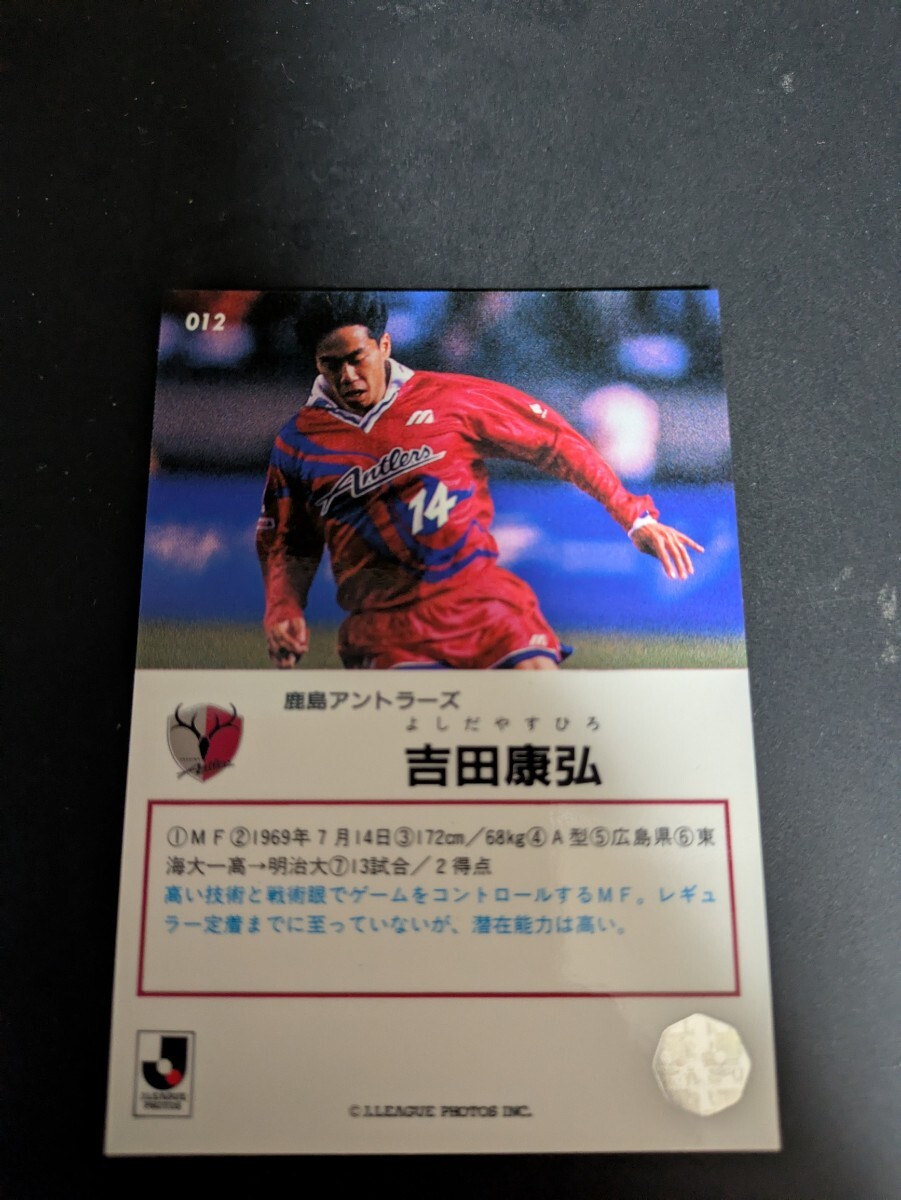 012
Antlers
14
鹿島アントラーズ
よしだやすひろ
吉田康弘
①MF②1969年7月14日③172cm/68kg④A型⑤広島県⑥東
海大一高→明治大⑦13試合/2得点
高い技術と戦術眼でゲームをコントロールするMF。レギュ
ラー定着までに至っていないが、潜在能力は高い。
J.LEAGUE
PHOTOS
© J.LEAGUE PHOTOS INC.